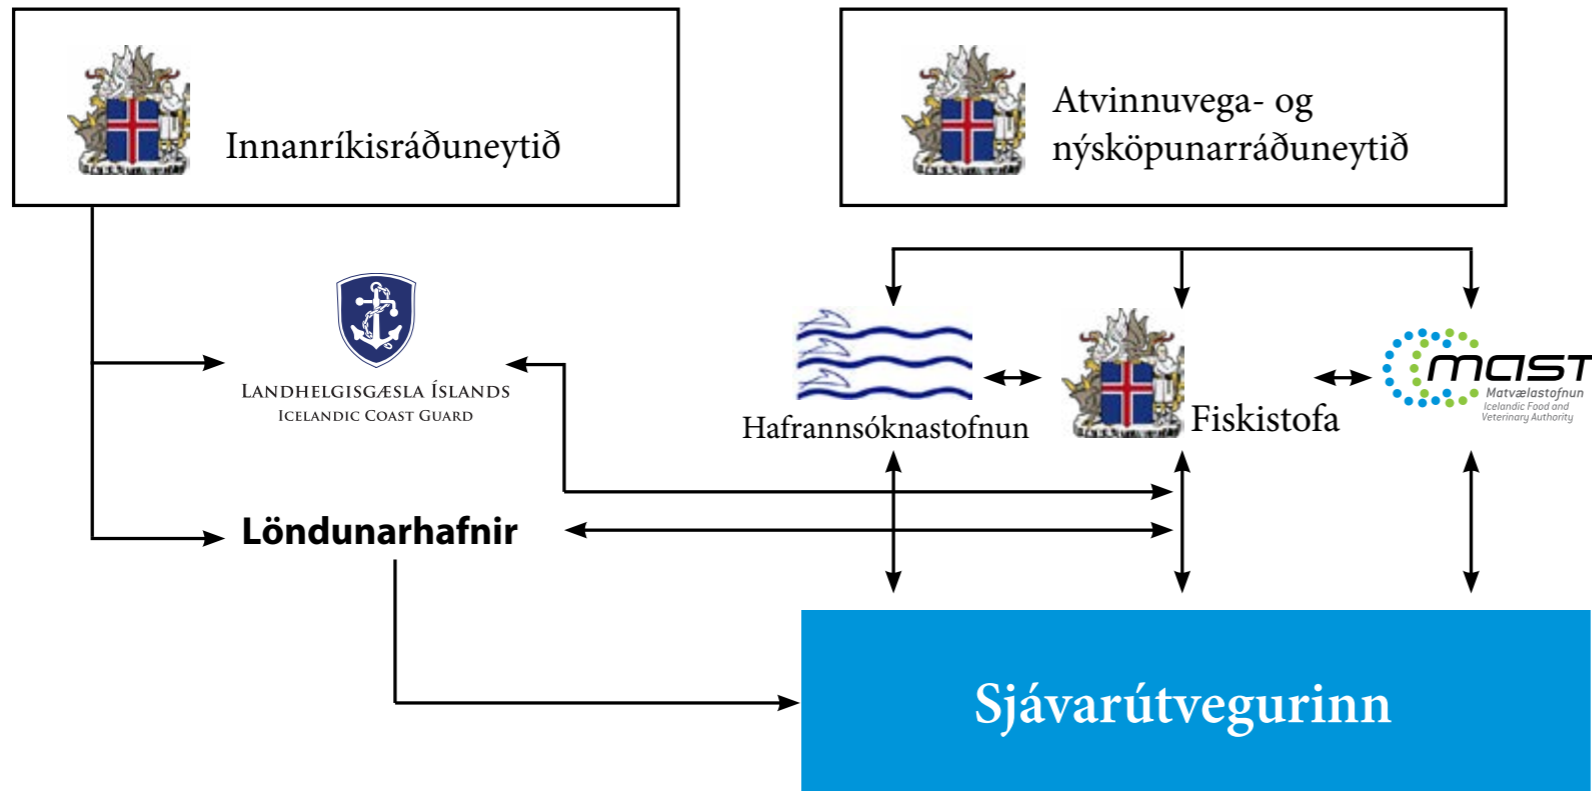 Innanríkisráðuneytið
Atvinnuvega- og
nýsköpunarráðuneytið
LANDHELGISGÆSLA ÍSLANDS
ICELANDIC COAST GUARD
Hafrannsóknastofnun
Fiskistofa
mast
Matvælastofnun
Icelandic Food and
Veterinary Authority
Löndunarhafnir
Sjávarútvegurinn